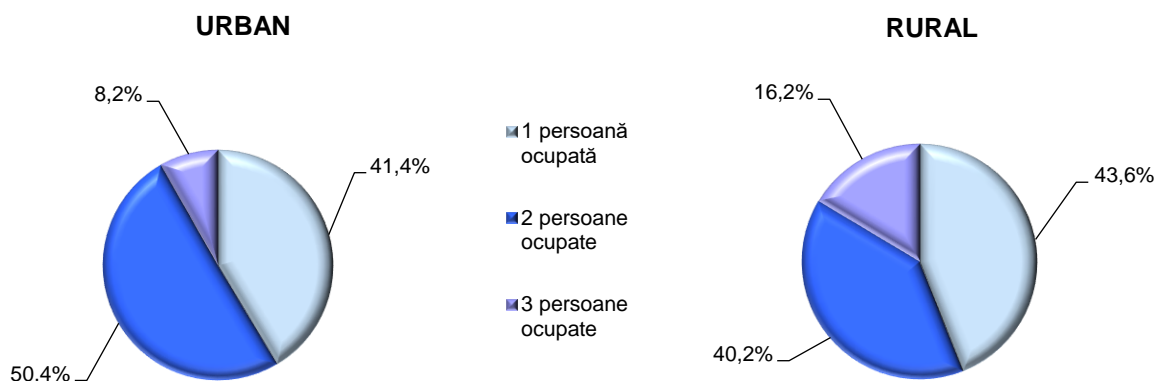 URBAN
8,2%
41,4%
50,4%
1 persoană
ocupată
2 persoane
ocupate
3 persoane
ocupate
RURAL
16,2%
43,6%
40,2%